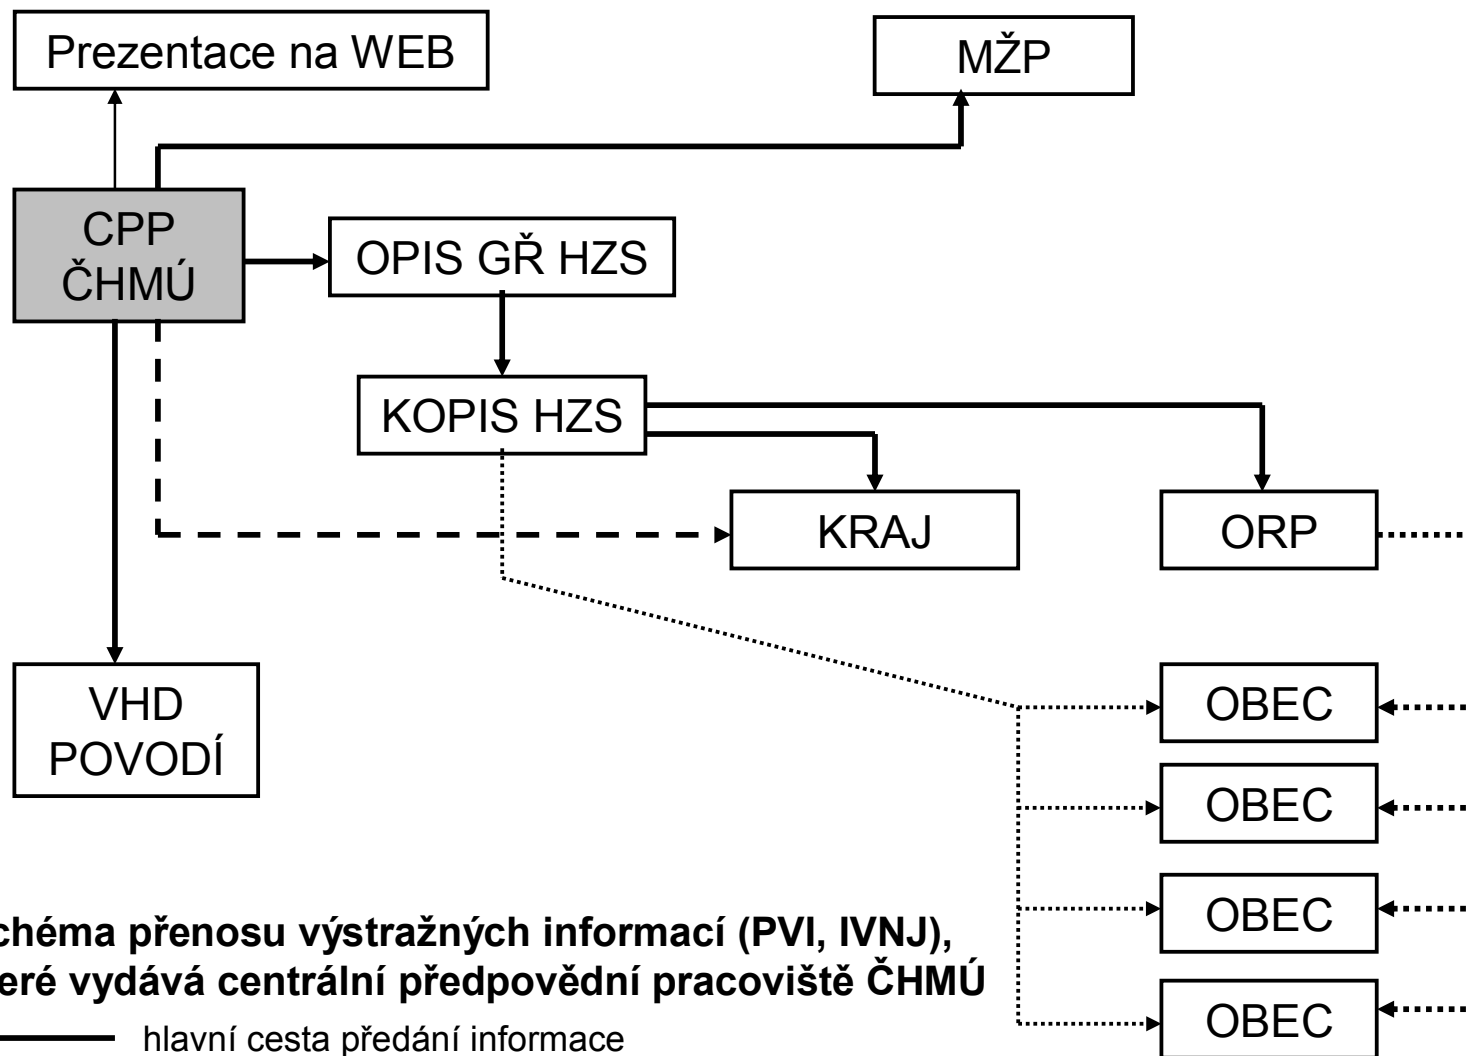 Prezentace na WEB
MŽP
CPP
ČHMÚ
OPIS GŘ HZS
KOPIS HZS
KRAJ
ORP
VHD
POVODÍ
OBEC
OBEC
OBEC
OBEC
chéma přenosu výstražných informací (PVI, IVNJ),
eré vydává centrální předpovědní pracoviště ČHMÚ
hlavní cesta předání informace